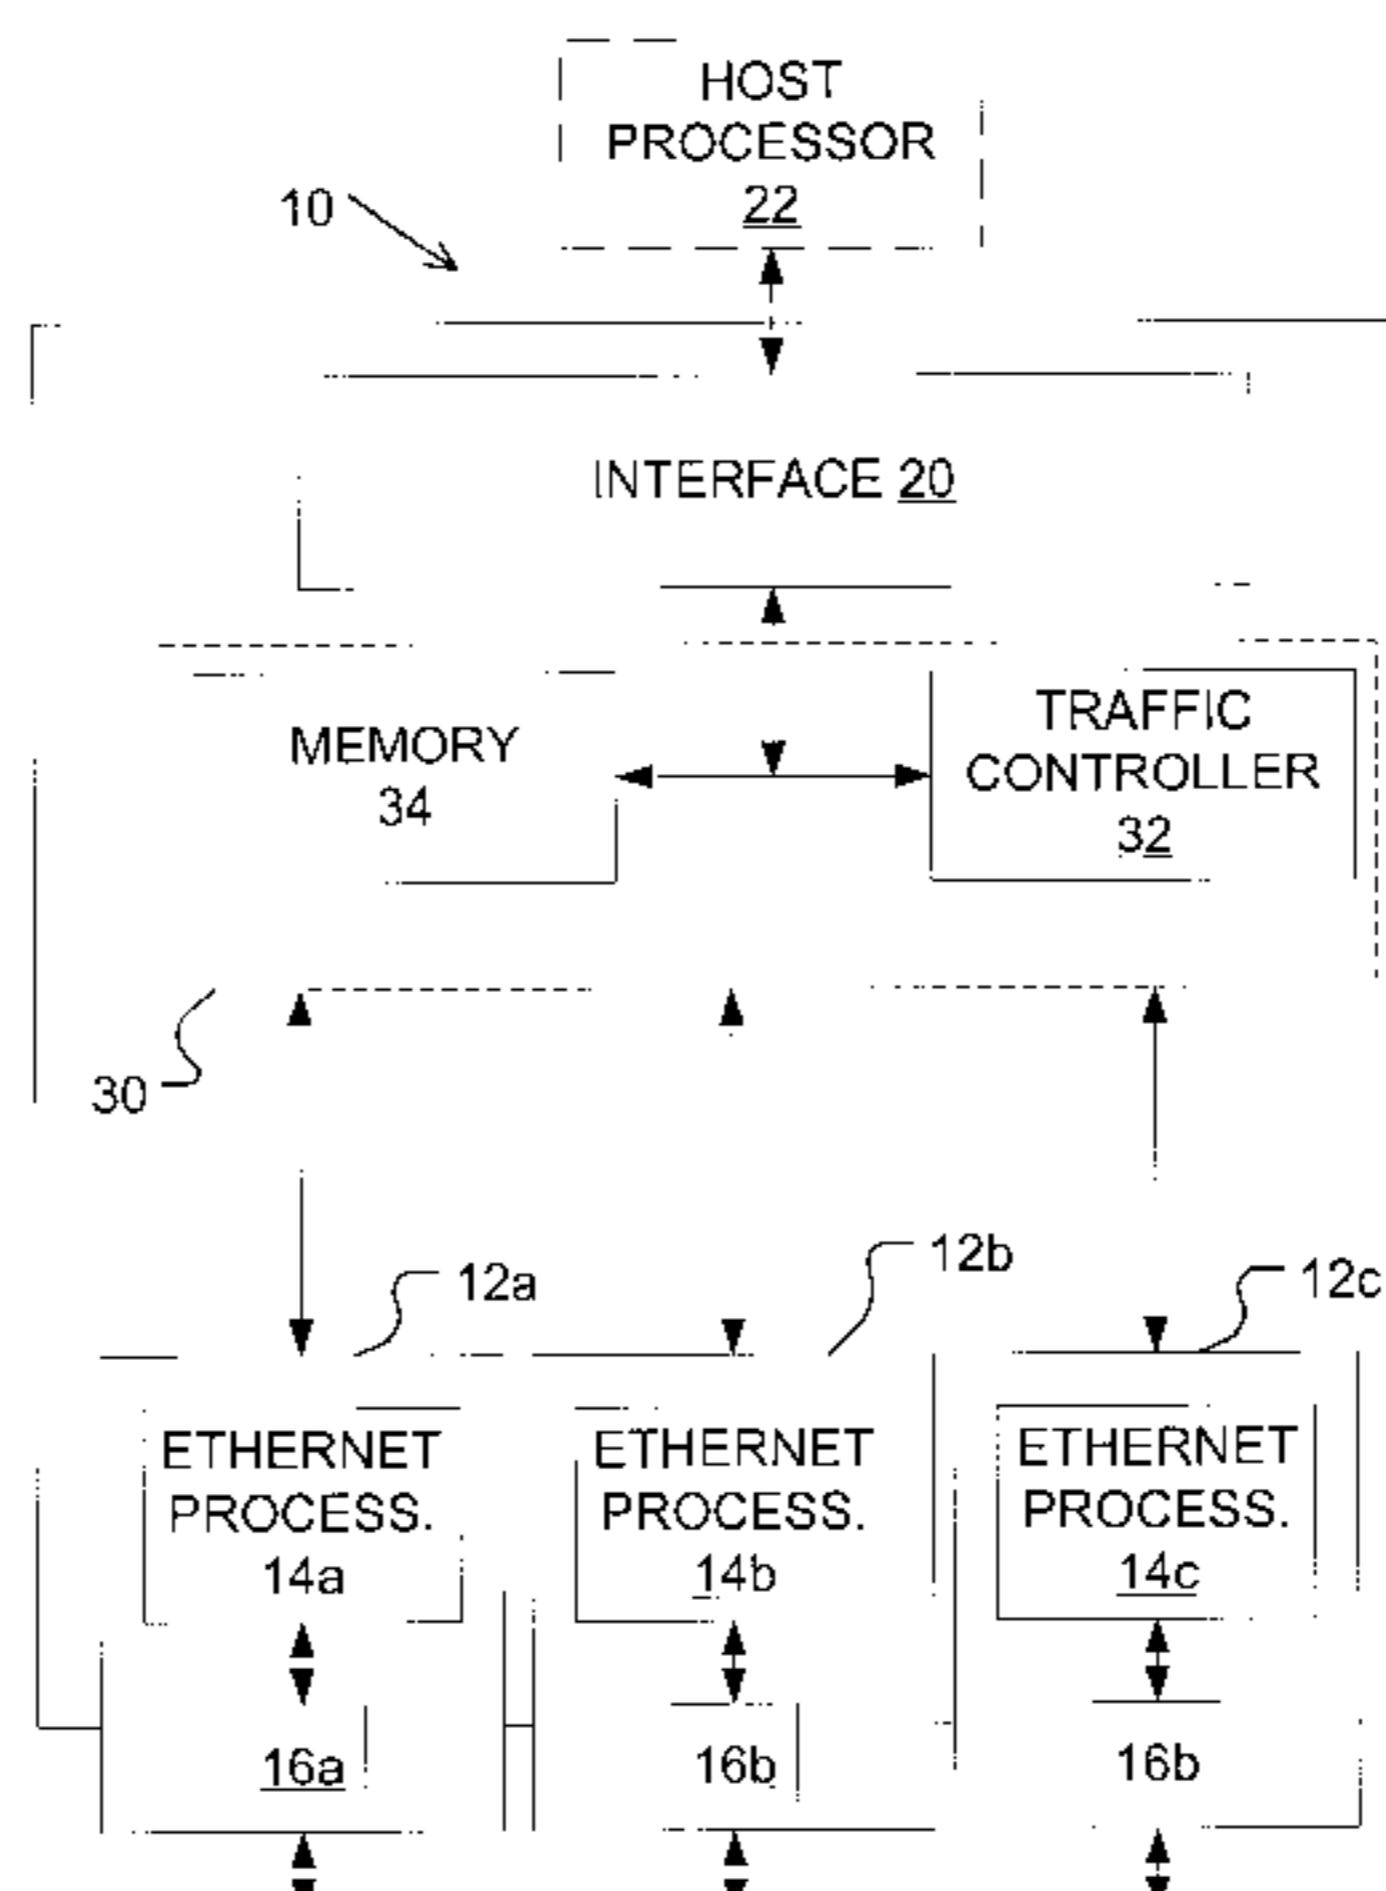 HOST
PROCESSOR
22
10
INTERFACE 20
MEMORY
34
TRAFFIC
CONTROLLER
32
30
12a
12b
12c
ETHERNET
PROCESS.
14a
ETHERNET
PROCESS.
14b
ETHERNET
PROCESS.
14c
16a
16b
16b